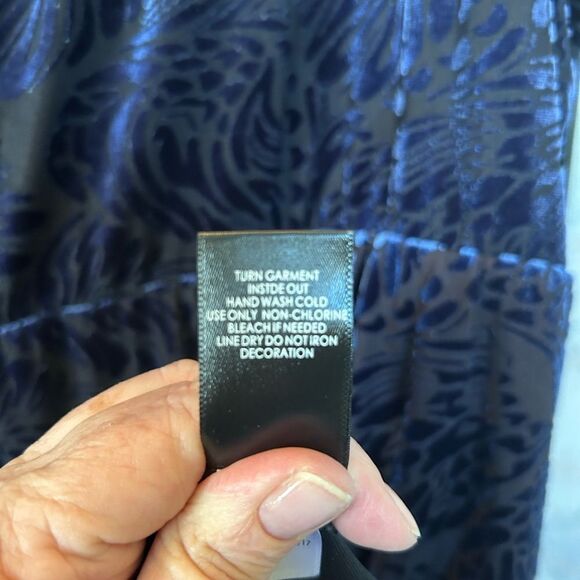 TURN GARMENT
INSTDE OUT
HAND WASH COLD
USE ONLY NON-CHLORINE
BLEACH IF NEEDED
LINE DRY DO NOT IRON
DECORATION